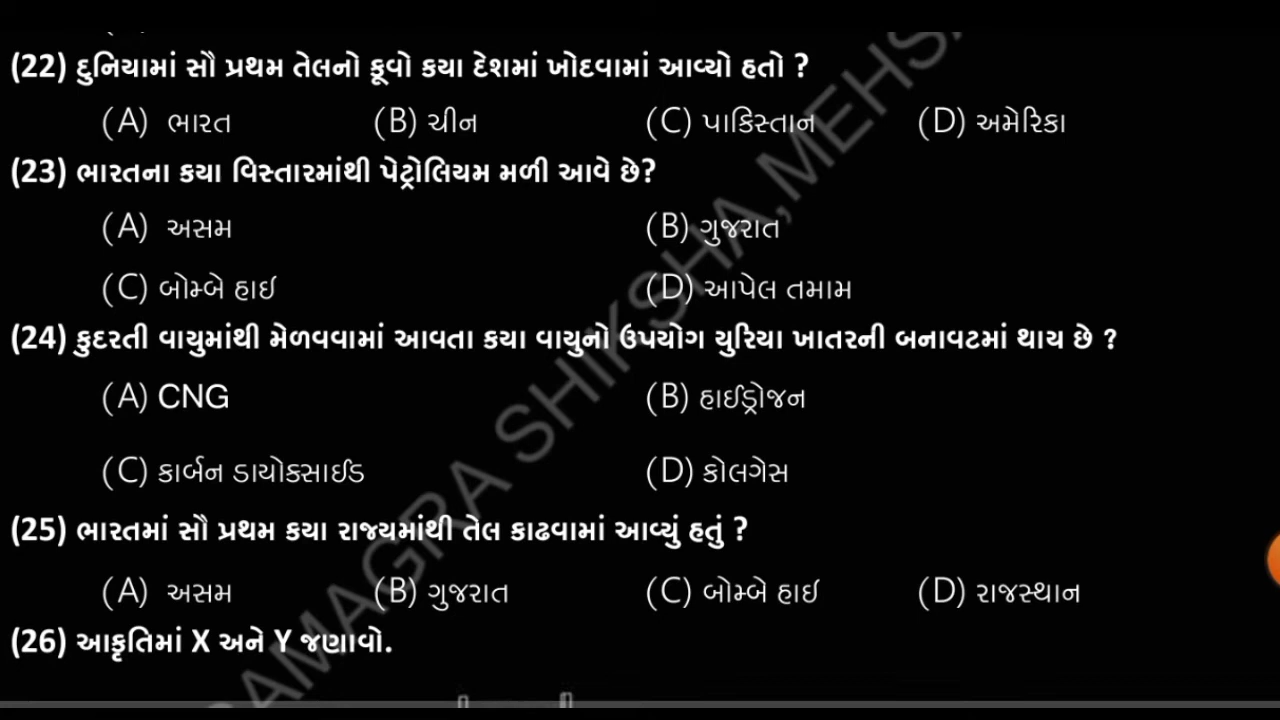 (22) દુનિયામાં સૌ પ્રથમ તેલનો કૂવો કયા દેશમાં ખોદવામાં આવ્યો હતો ?
(A) ભારત (B) ચીન (C) પાકિસ્તાન (D) અમેરિકા
(23) ભારતના કયા વિસ્તારમાંથી પેટ્રોલિયમ મળી આવે છે?
(A) અસમ (B) ગુજરાત
(C) બોમ્બે હાઈ (D) આપેલ તમામ
(24) કુદરતી વાયુમાંથી મેળવવામાં આવતા કયા વાયુનો ઉપયોગ યુરિયા ખાતરની બનાવટમાં થાય છે ?
(A) CNG (B) હાઈડ્રોજન
(C) કાર્બન ડાયોક્સાઈડ (D) કોલગેસ
(25) ભારતમાં સૌ પ્રથમ કયા રાજ્યમાંથી તેલ કાઢવામાં આવ્યું હતું ?
(A) અસમ (B) ગુજરાત (C) બોમ્બે હાઈ (D) રાજસ્થાન
(26) આકૃતિમાં X અને Y જણાવો.
SHIKSHA,